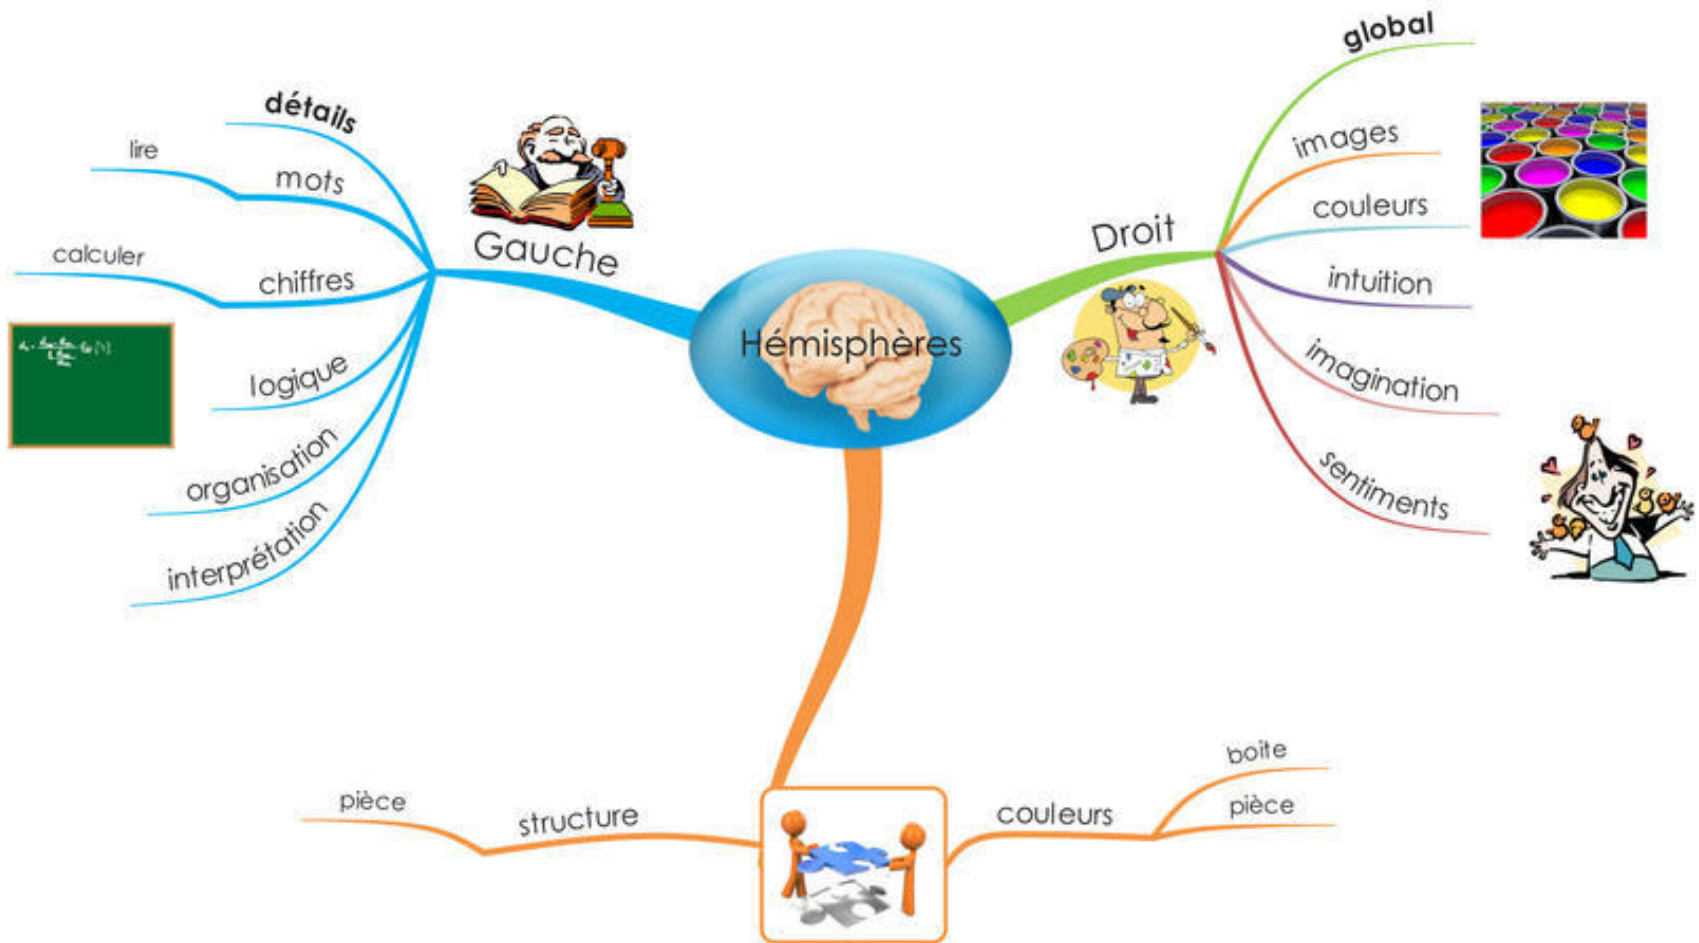 Hémisphères
Gauche
détails
mots
lire
chiffres
calculer
logique
organisation
interprétation
Droit
global
images
couleurs
intuition
imagination
sentiments
structure
pièce
couleurs
boite
pièce